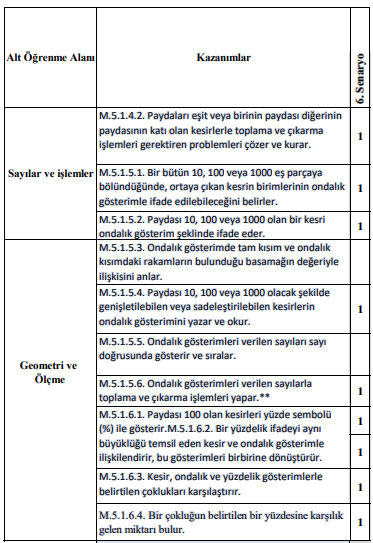 Alt Öğrenme Alanı
Kazanımlar
6. Senaryo
Sayılar ve işlemler
M.5.1.4.2. Paydaları eşit veya birinin paydası diğerinin
paydasının katı olan kesirlerle toplama ve çıkarma
işlemleri gerektiren problemleri çözer ve kurar.
1
M.5.1.5.1. Bir bütün 10, 100 veya 1000 eş parçaya
bölündüğünde, ortaya çıkan kesrin birimlerinin ondalık
gösterimle ifade edilebileceğini belirler.
1
M.5.1.5.2. Paydası 10, 100 veya 1000 olan bir kesri
ondalık gösterim şeklinde ifade eder.
1
Geometri ve
Ölçme
M.5.1.5.3. Ondalık gösterimde tam kısım ve ondalık
kısımdaki rakamların bulunduğu basamağın değeriyle
ilişkisini anlar.
M.5.1.5.4. Paydası 10, 100 veya 1000 olacak şekilde
genişletilebilen veya sadeleştirilebilen kesirlerin
ondalık gösterimini yazar ve okur.
1
M.5.1.5.5. Ondalık gösterimleri verilen sayıları sayı
doğrusunda gösterir ve sıralar.
M.5.1.5.6. Ondalık gösterimleri verilen sayılarla
toplama ve çıkarma işlemleri yapar.**
1
M.5.1.6.1. Paydası 100 olan kesirleri yüzde sembolü
(%) ile gösterir.M.5.1.6.2. Bir yüzdelik ifadeyi aynı
büyüklüğü temsil eden kesir ve ondalık gösterimle
ilişkilendirir, bu gösterimleri birbirine dönüştürür.
1
1
M.5.1.6.3. Kesir, ondalık ve yüzdelik gösterimlerle
belirtilen çoklukları karşılaştırır.
1
M.5.1.6.4. Bir çokluğun belirtilen bir yüzdesine karşılık
gelen miktarı bulur.
1